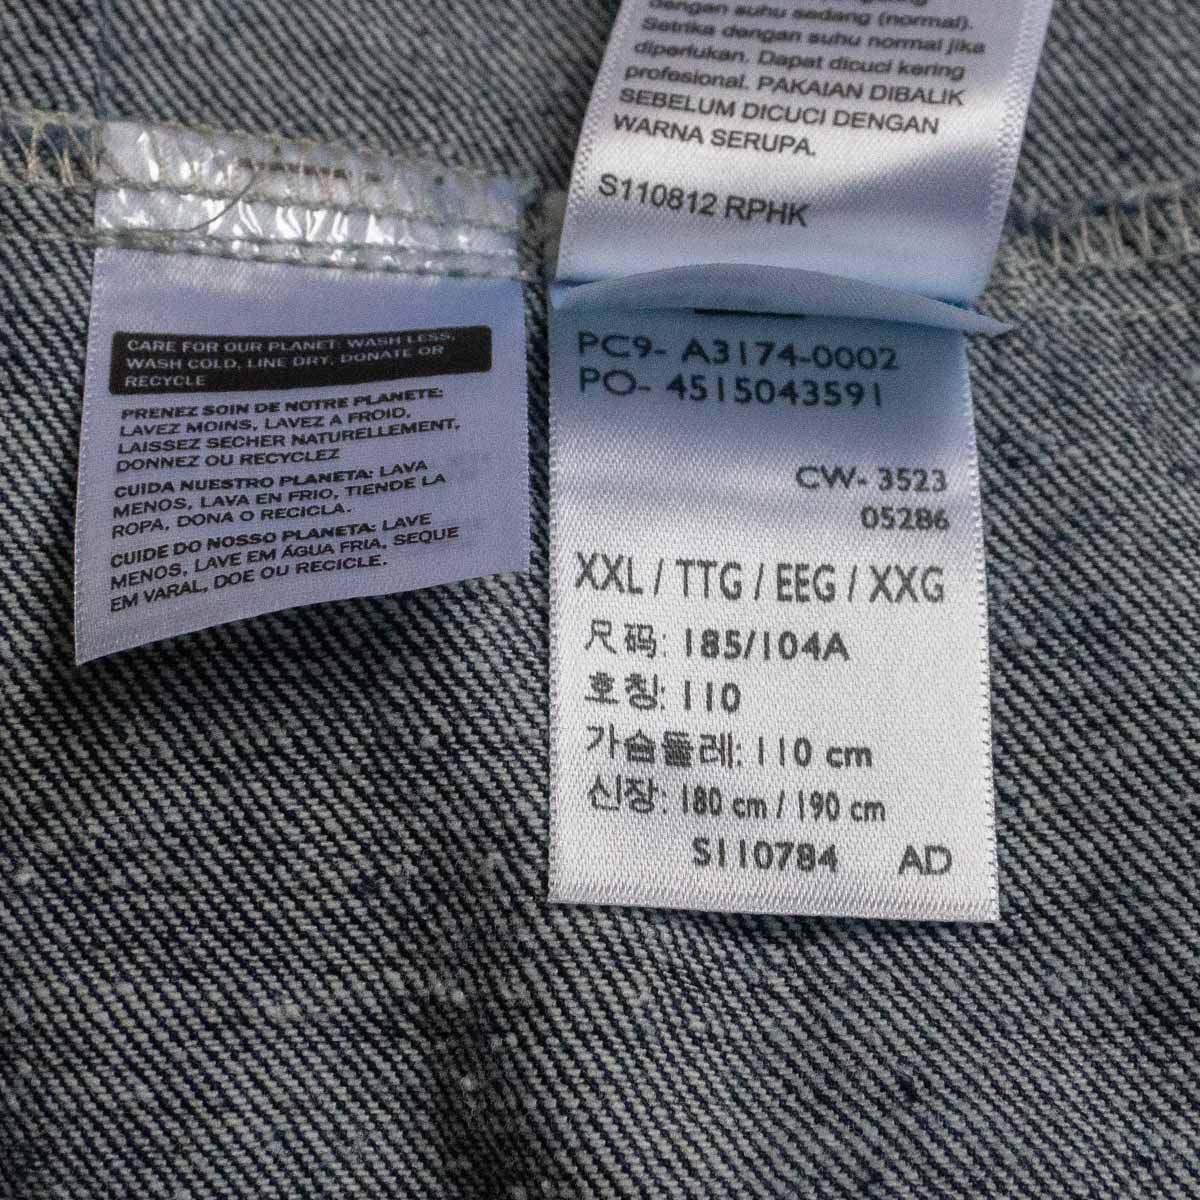 dengan suhu sedang (normal).
Setrika dengan suhu normal jika
diperlukan. Dapat dicuci kering
profesional. PAKAIAN DIBALIK
SEBELUM DICUCI DENGAN
WARNA SERUPA.
S110812 RPHK
CARE FOR OUR PLANET: WASH LESS,
WASH COLD, LINE DRY, DONATE OR
RECYCLE
PRENEZ SOIN DE NOTRE PLANETE:
LAVEZ MOINS, LAVEZ A FROID,
LAISSEZ SECHER NATURELLEMENT,
DONNEZ OU RECYCLEZ
CUIDA NUESTRO PLANETA: LAVA
MENOS, LAVA EN FRIO, TIENDE LA
ROPA, DONA O RECICLA.
CUIDE DO NOSSO PLANETA: LAVE
MENOS, LAVE EM ÁGUA FRIA, SEQUE
EM VARAL, DOE OU RECICLE.
PC9- A3174-0002
PO- 4515043591
CW- 3523
05286
XXL / TTG / EEG / XXG
尺码: 185/104A
호칭: 110
가슴둘레: 110 cm
신장: 180 cm / 190 cm
S110784 AD